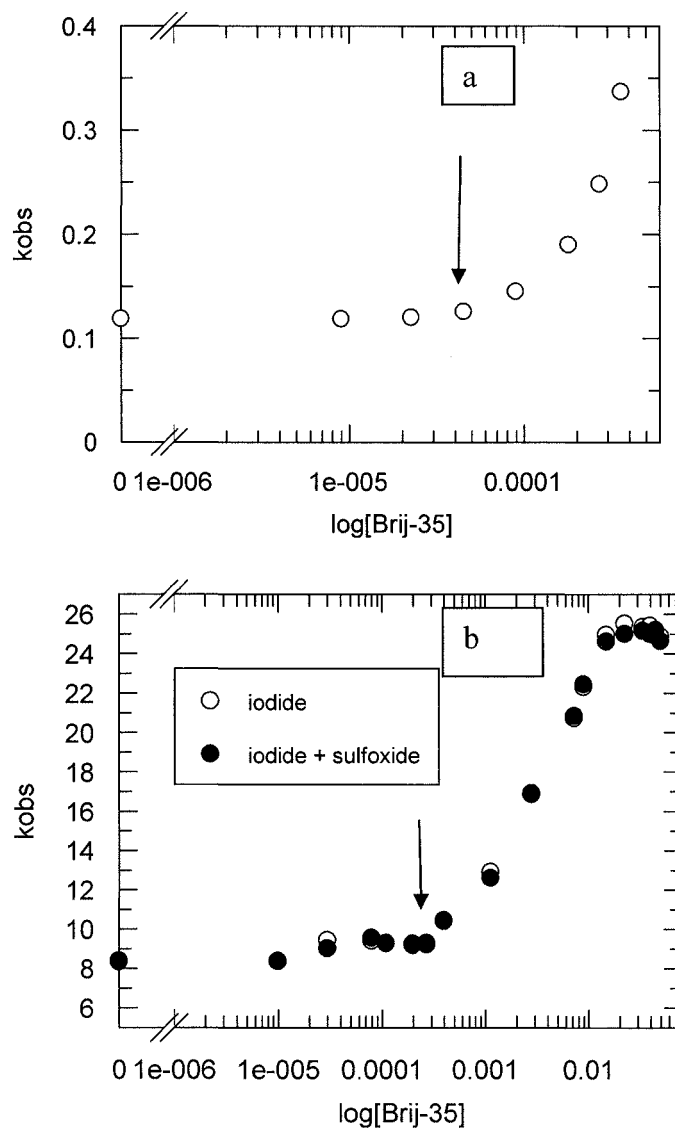 0.4
a
0.3
kobs
0.2
0.1
0
0 1e-006 1e-005 0.0001
log[Brij-35]
26
b
24
22
iodide
20
iodide + sulfoxide
18
kobs
16
14
12
10
8
6
0 1e-006 1e-005 0.0001 0.001 0.01
log[Brij-35]